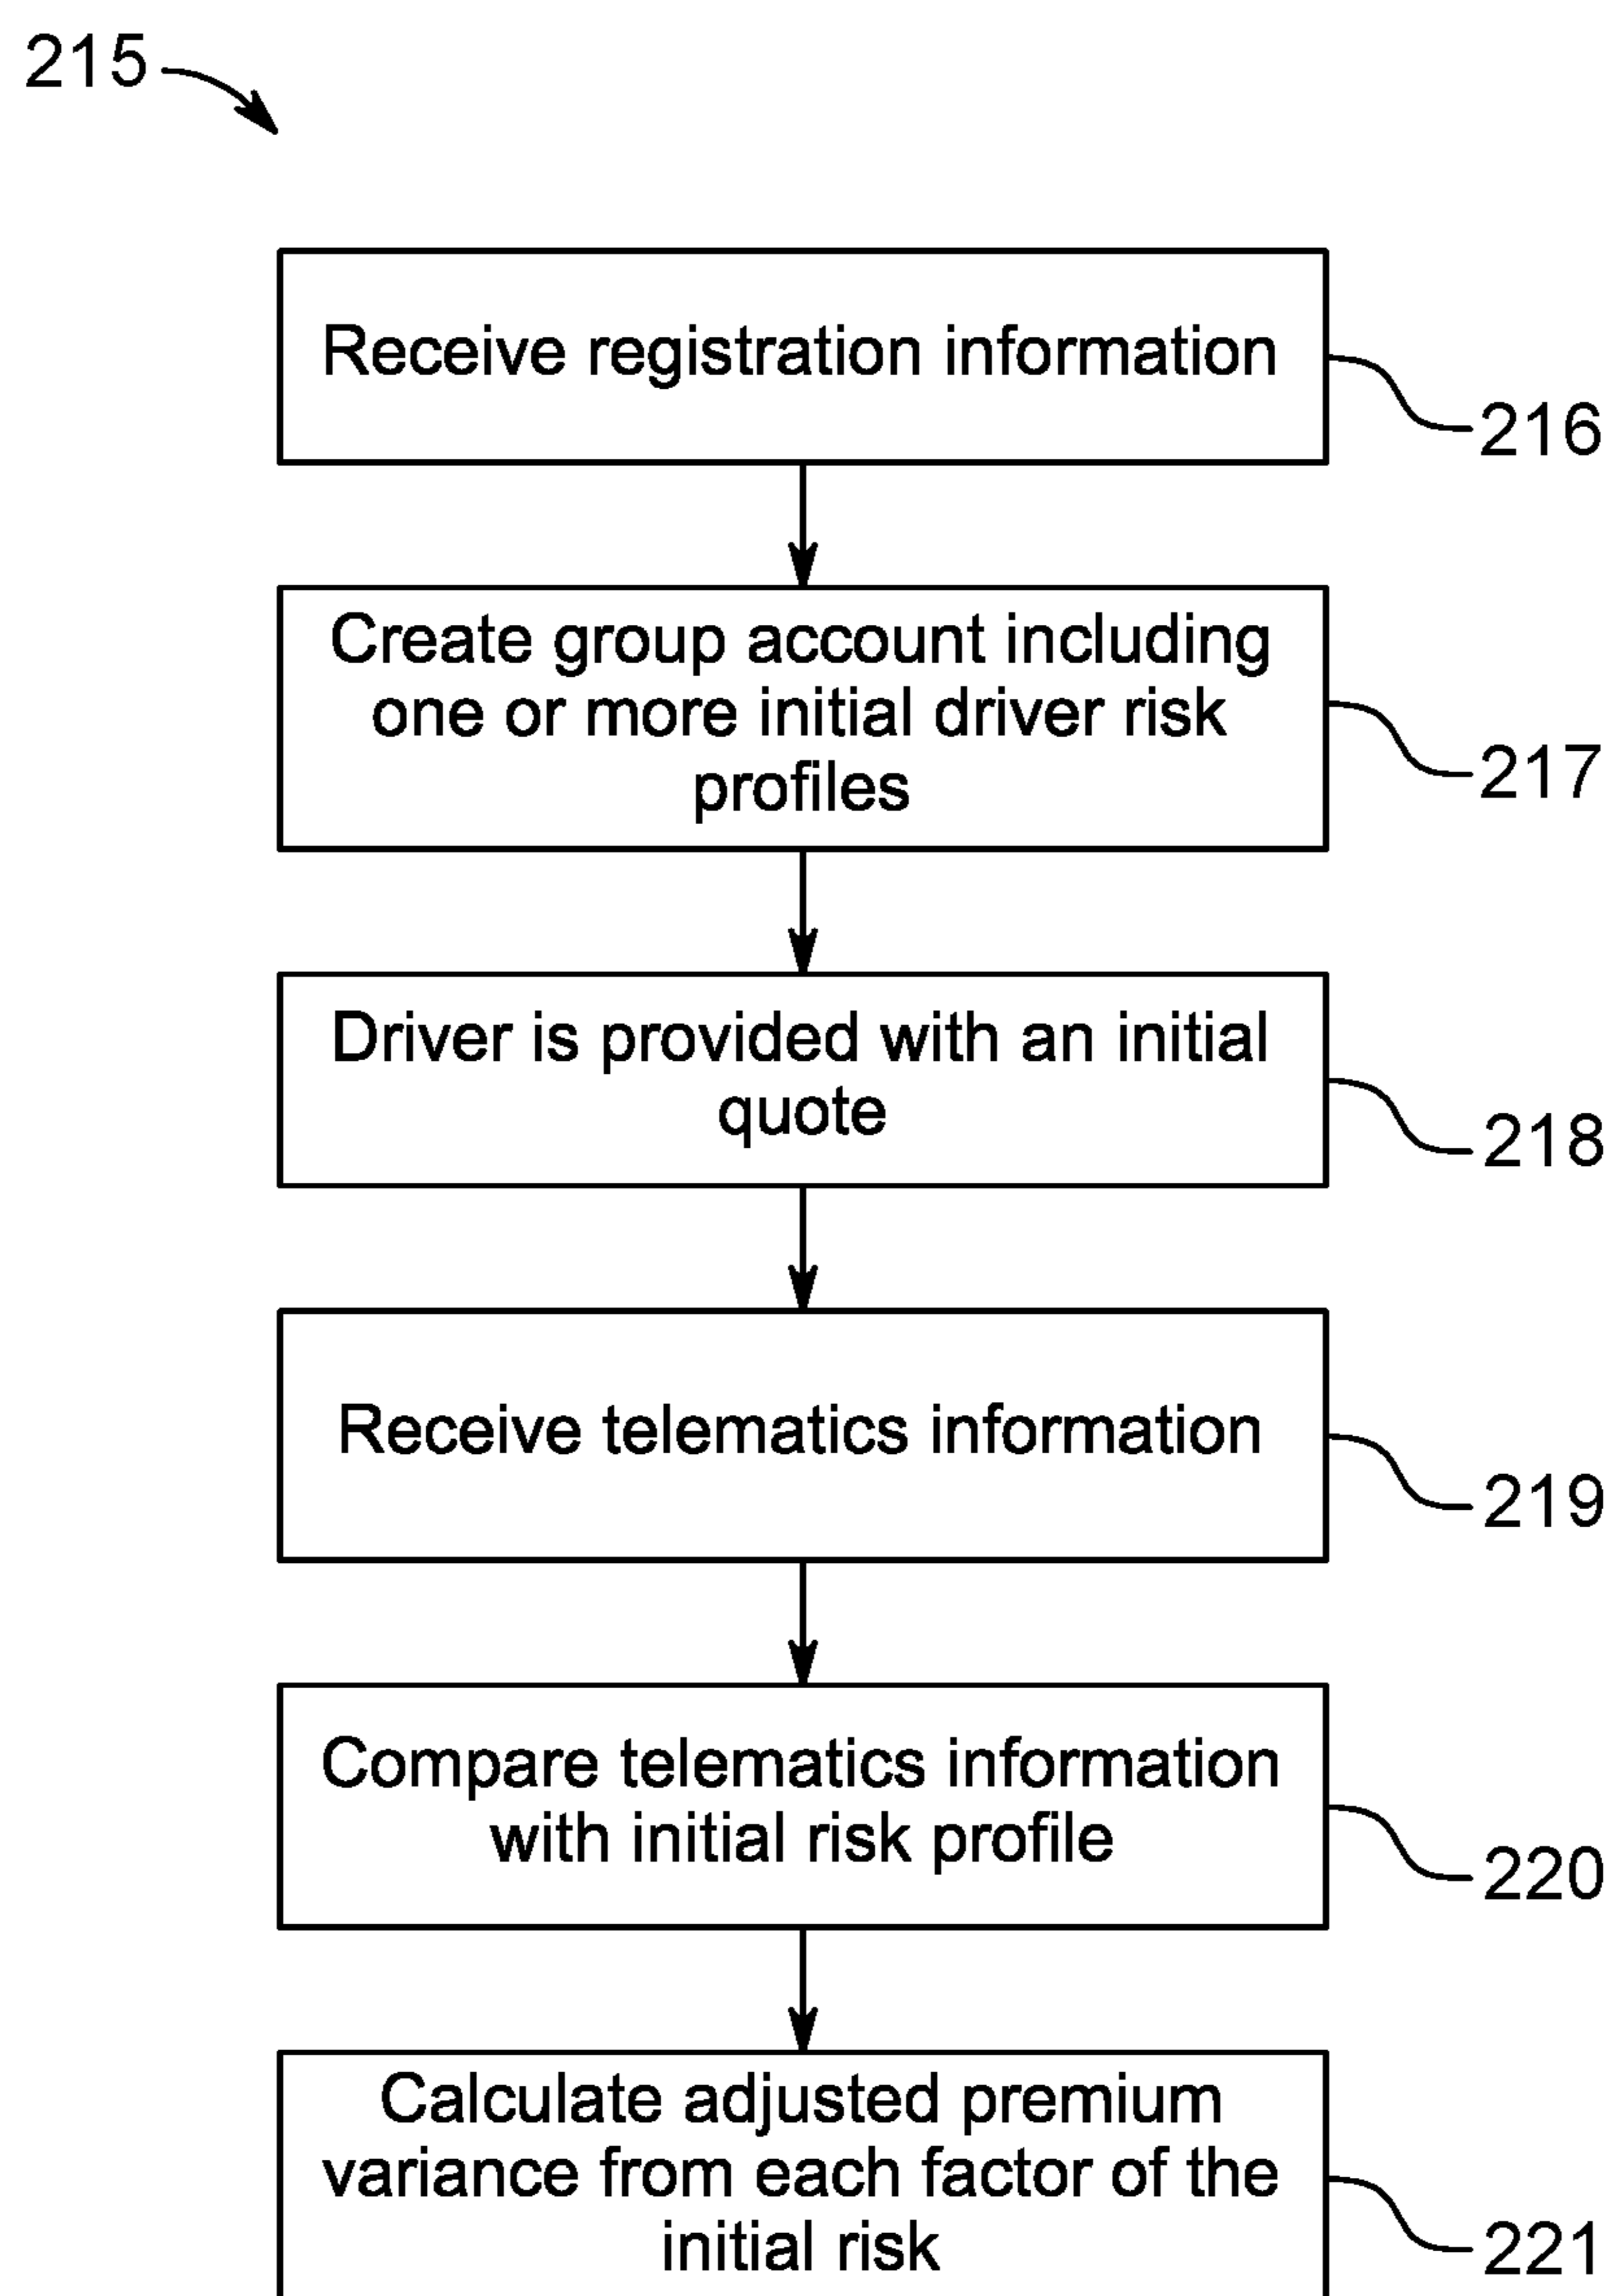 215
Receive registration information
216
Create group account including
one or more initial driver risk
profiles
217
Driver is provided with an initial
quote
218
Receive telematics information
219
Compare telematics information
with initial risk profile
220
Calculate adjusted premium
variance from each factor of the
initial risk
221